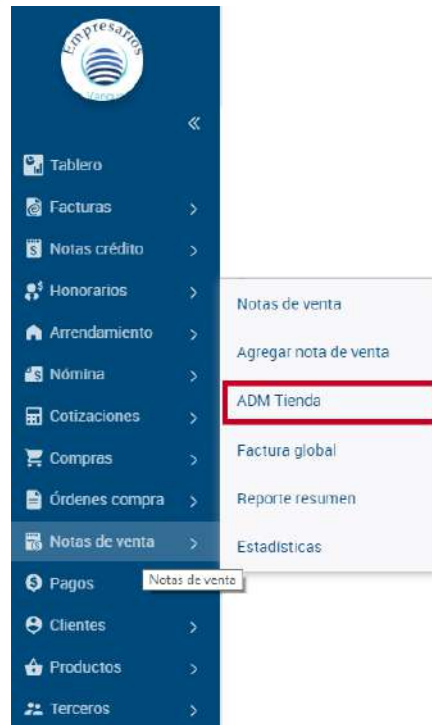 Empresarios
«
Tablero
Facturas >
Notas crédito >
Honorarios >
Arrendamiento >
Nómina >
Cotizaciones >
Compras >
Órdenes compra >
Notas de venta >
Notas de venta
Pagos
Clientes >
Productos >
Terceros >
Notas de venta
Agregar nota de venta
ADM Tienda
Factura global
Reporte resumen
Estadísticas